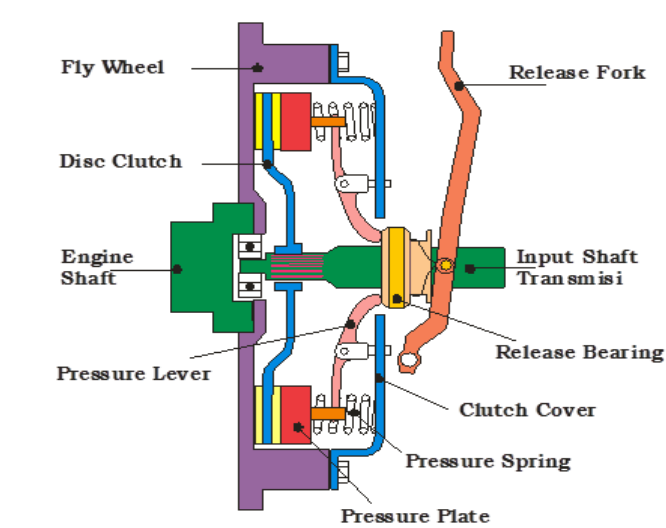 Fly Wheel
Release Fork
Disc Clutch
Engine
Shaft
Input Shaft
Transmisi
Release Bearing
Pressure Lever
Clutch Cover
Pressure Spring
Pressure Plate